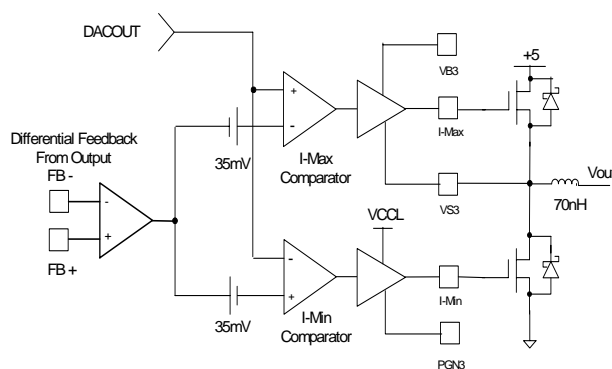 DACOUT
+5
VB3
+
-
I-Max
Differential Feedback
From Output
FB -
35mV
I-Max
Comparator
Vou
VS3
70nH
-
+
VCCL
FB +
-
+
I-Min
35mV
I-Min
Comparator
PGN3